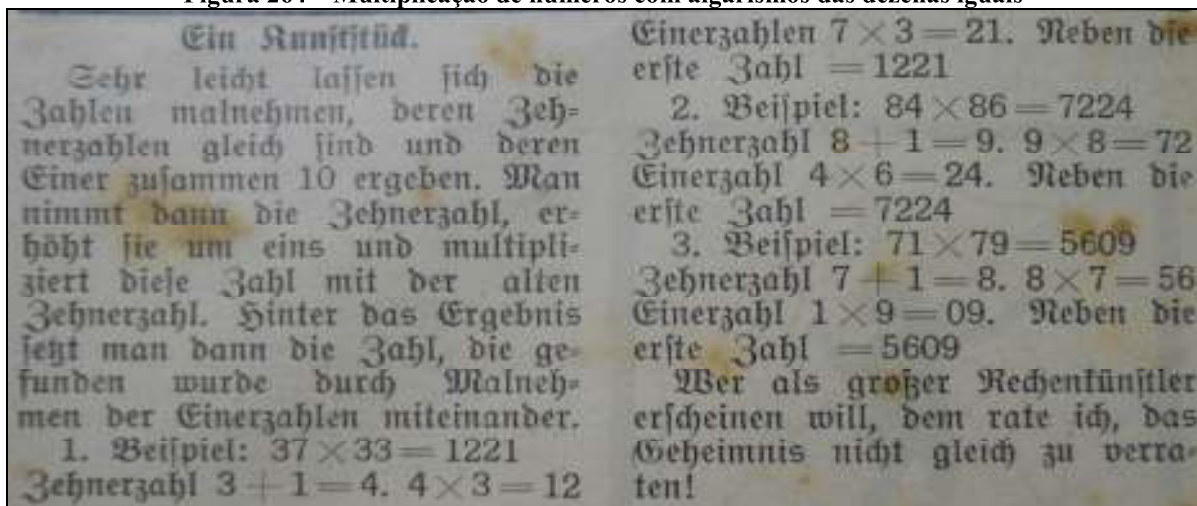 Figura 204 – Multiplicação de números com algarismos das dezenas iguais
Ein Kunststück.
Sehr leicht lassen sich die
Zahlen malnehmen, deren Zeh-
nerzahlen gleich sind und deren
Einer zusammen 10 ergeben. Man
nimmt dann die Zehnerzahl, er-
höht sie um eins und multipli-
ziert diese Zahl mit der alten
Zehnerzahl. Hinter das Ergebnis
setzt man dann die Zahl, die ge-
funden wurde durch Malneh-
men der Einerzahlen miteinander.
1. Beispiel: 37 × 33 = 1221
Zehnerzahl 3 + 1 = 4. 4 × 3 = 12
Einerzahlen 7 × 3 = 21. Neben die
erste Zahl = 1221
2. Beispiel: 84 × 86 = 7224
Zehnerzahl 8 + 1 = 9. 9 × 8 = 72
Einerzahl 4 × 6 = 24. Neben die
erste Zahl = 7224
3. Beispiel: 71 × 79 = 5609
Zehnerzahl 7 + 1 = 8. 8 × 7 = 56
Einerzahl 1 × 9 = 09. Neben die
erste Zahl = 5609
Wer als großer Rechenkünstler
erscheinen will, dem rate ich, das
Geheimnis nicht gleich zu verra-
ten!